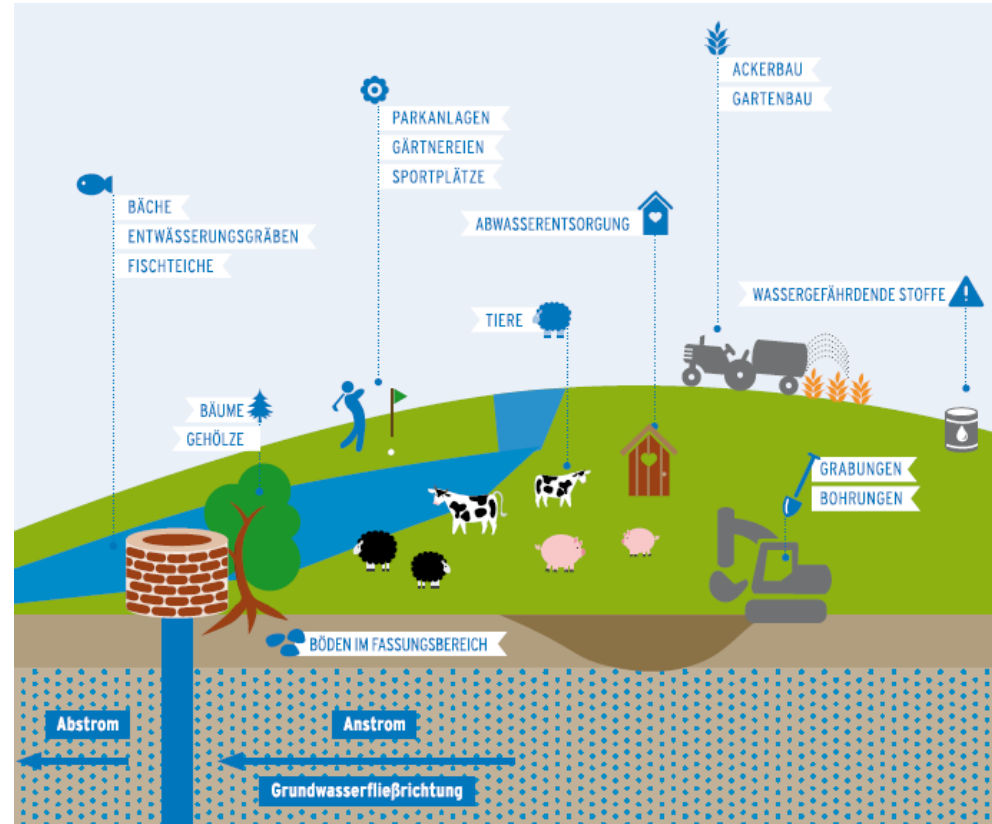 ACKERBAU
GARTENBAU
PARKANLAGEN
GÄRTNEREIEN
SPORTPLÄTZE
BÄCHE
ENTWÄSSERUNGSGRÄBEN
FISCHTEICHE
ABWASSERENTSORGUNG
WASSERGEFÄHRDENDE STOFFE
TIERE
BÄUME
GEHÖLZE
GRABUNGEN
BOHRUNGEN
BÖDEN IM FASSUNGSBEREICH
Abstrom
Anstrom
Grundwasserfließrichtung